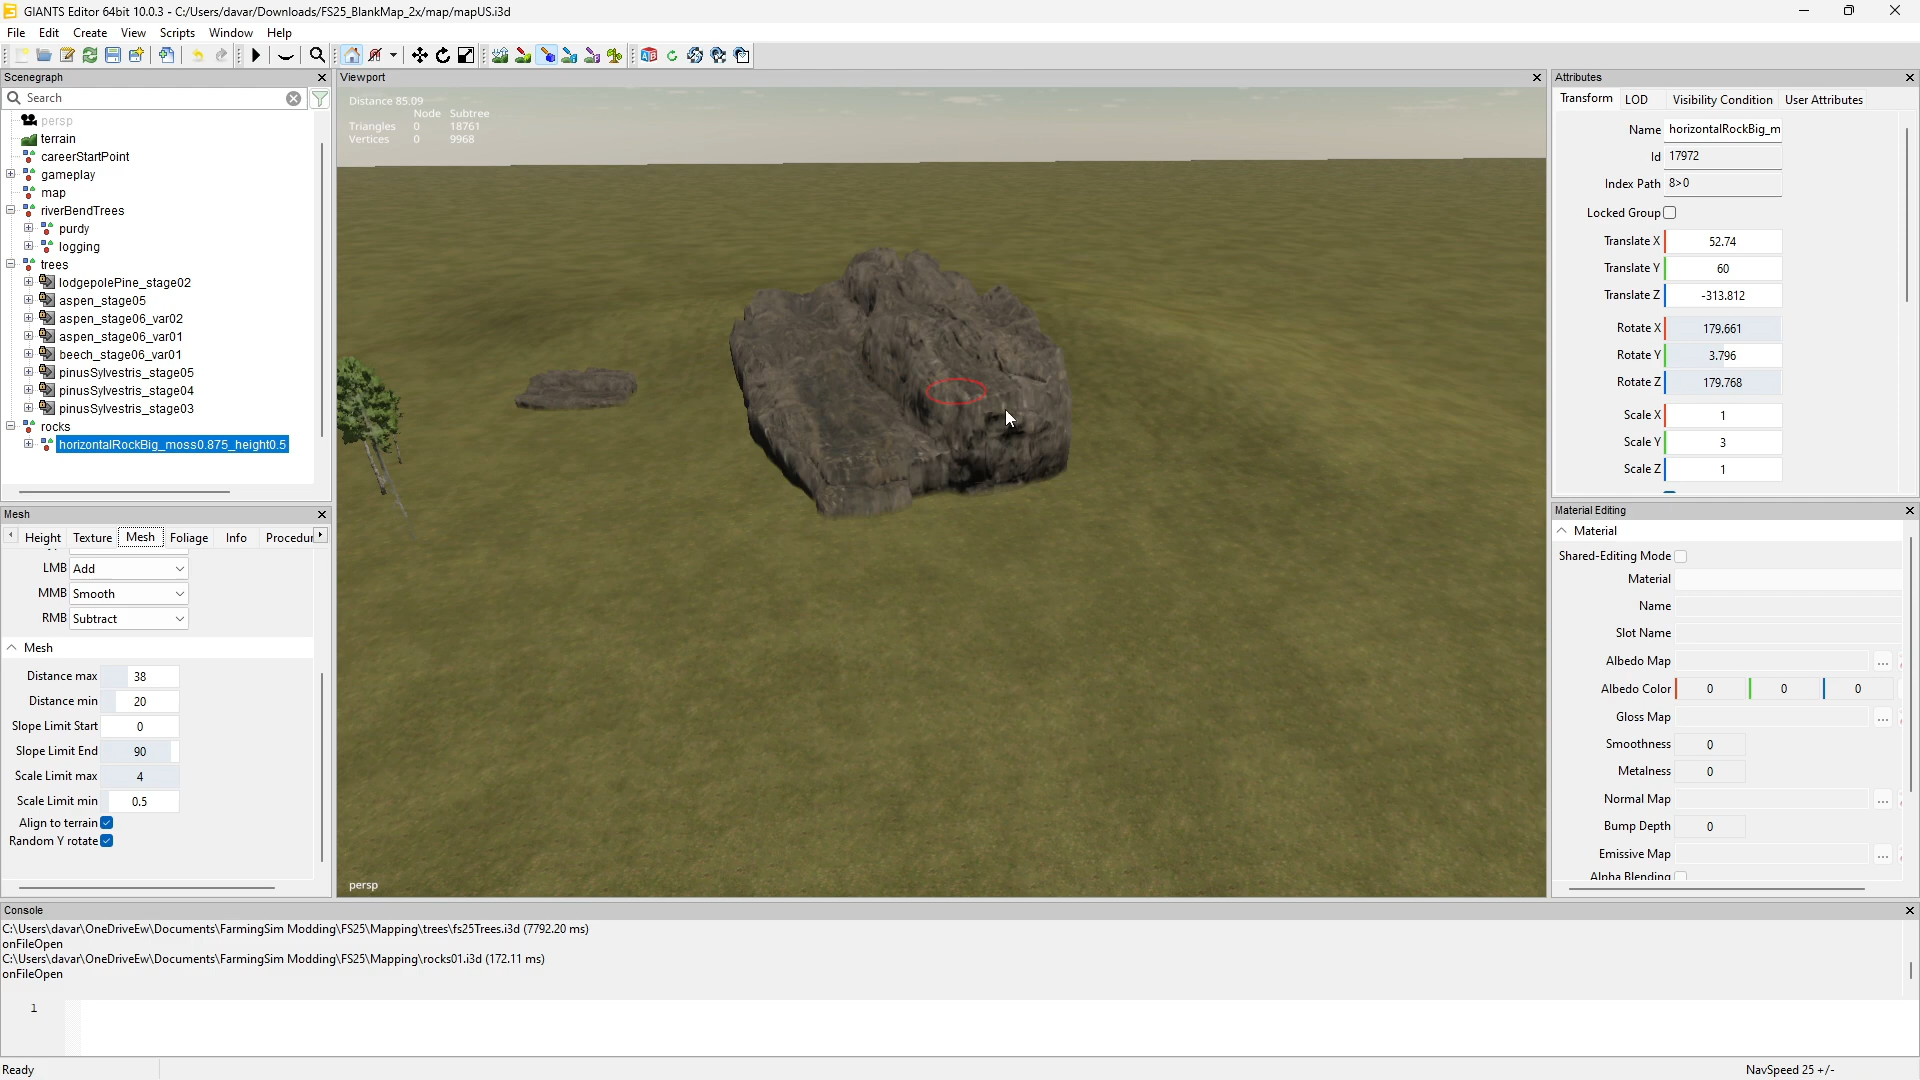 GIANTS Editor 64bit 10.0.3 - C:/Users/davar/Downloads/FS25_BlankMap_2x/map/mapUS.i3d
File Edit Create View Scripts Window Help
Scenegraph
Search
persp
terrain
careerStartPoint
gameplay
map
riverBendTrees
purdy
logging
trees
lodgepolePine_stage02
aspen_stage05
aspen_stage06_var02
aspen_stage06_var01
beech_stage06_var01
pinusSylvestris_stage05
pinusSylvestris_stage04
pinusSylvestris_stage03
rocks
horizontalRockBig_moss0.875_height0.5
Mesh
Height Texture Mesh Foliage Info Procedur
LMB Add
MMB Smooth
RMB Subtract
Mesh
Distance max 38
Distance min 20
Slope Limit Start 0
Slope Limit End 90
Scale Limit max 4
Scale Limit min 0.5
Align to terrain
Random Y rotate
Viewport
Distance 85.09
Node Subtree
Triangles 0 18761
Vertices 0 9968
persp
Attributes
Transform LOD Visibility Condition User Attributes
Name horizontalRockBig_m
Id 17972
Index Path 8>0
Locked Group
Translate X 52.74
Translate Y 60
Translate Z -313.812
Rotate X 179.661
Rotate Y 3.796
Rotate Z 179.768
Scale X 1
Scale Y 3
Scale Z 1
Material Editing
Material
Shared-Editing Mode
Material
Name
Slot Name
Albedo Map ...
Albedo Color 0 0 0
Gloss Map ...
Smoothness 0
Metalness 0
Normal Map ...
Bump Depth 0
Emissive Map ...
Alpha Blending
Console
C:\Users\davar\OneDriveEw\Documents\FarmingSim Modding\FS25\Mapping\trees\fs25Trees.i3d (7792.20 ms)
onFileOpen
C:\Users\davar\OneDriveEw\Documents\FarmingSim Modding\FS25\Mapping\rocks01.i3d (172.11 ms)
onFileOpen
1
Ready
NavSpeed 25 +/-